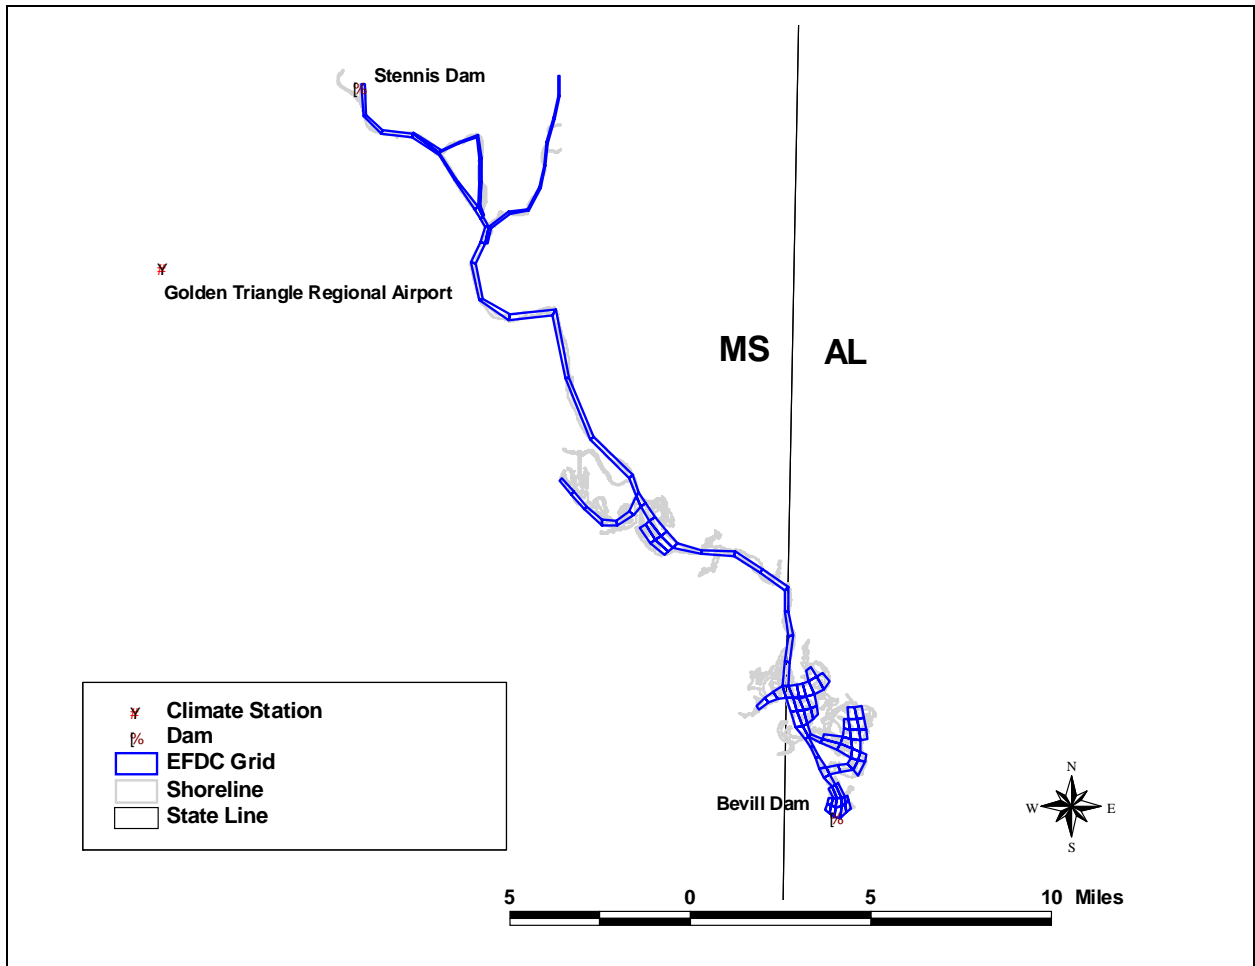 Stennis Dam
Golden Triangle Regional Airport
MS AL
¥ Climate Station
Dam
EFDC Grid
Shoreline
State Line
Bevill Dam
N
W E
S
5 0 5 10 Miles